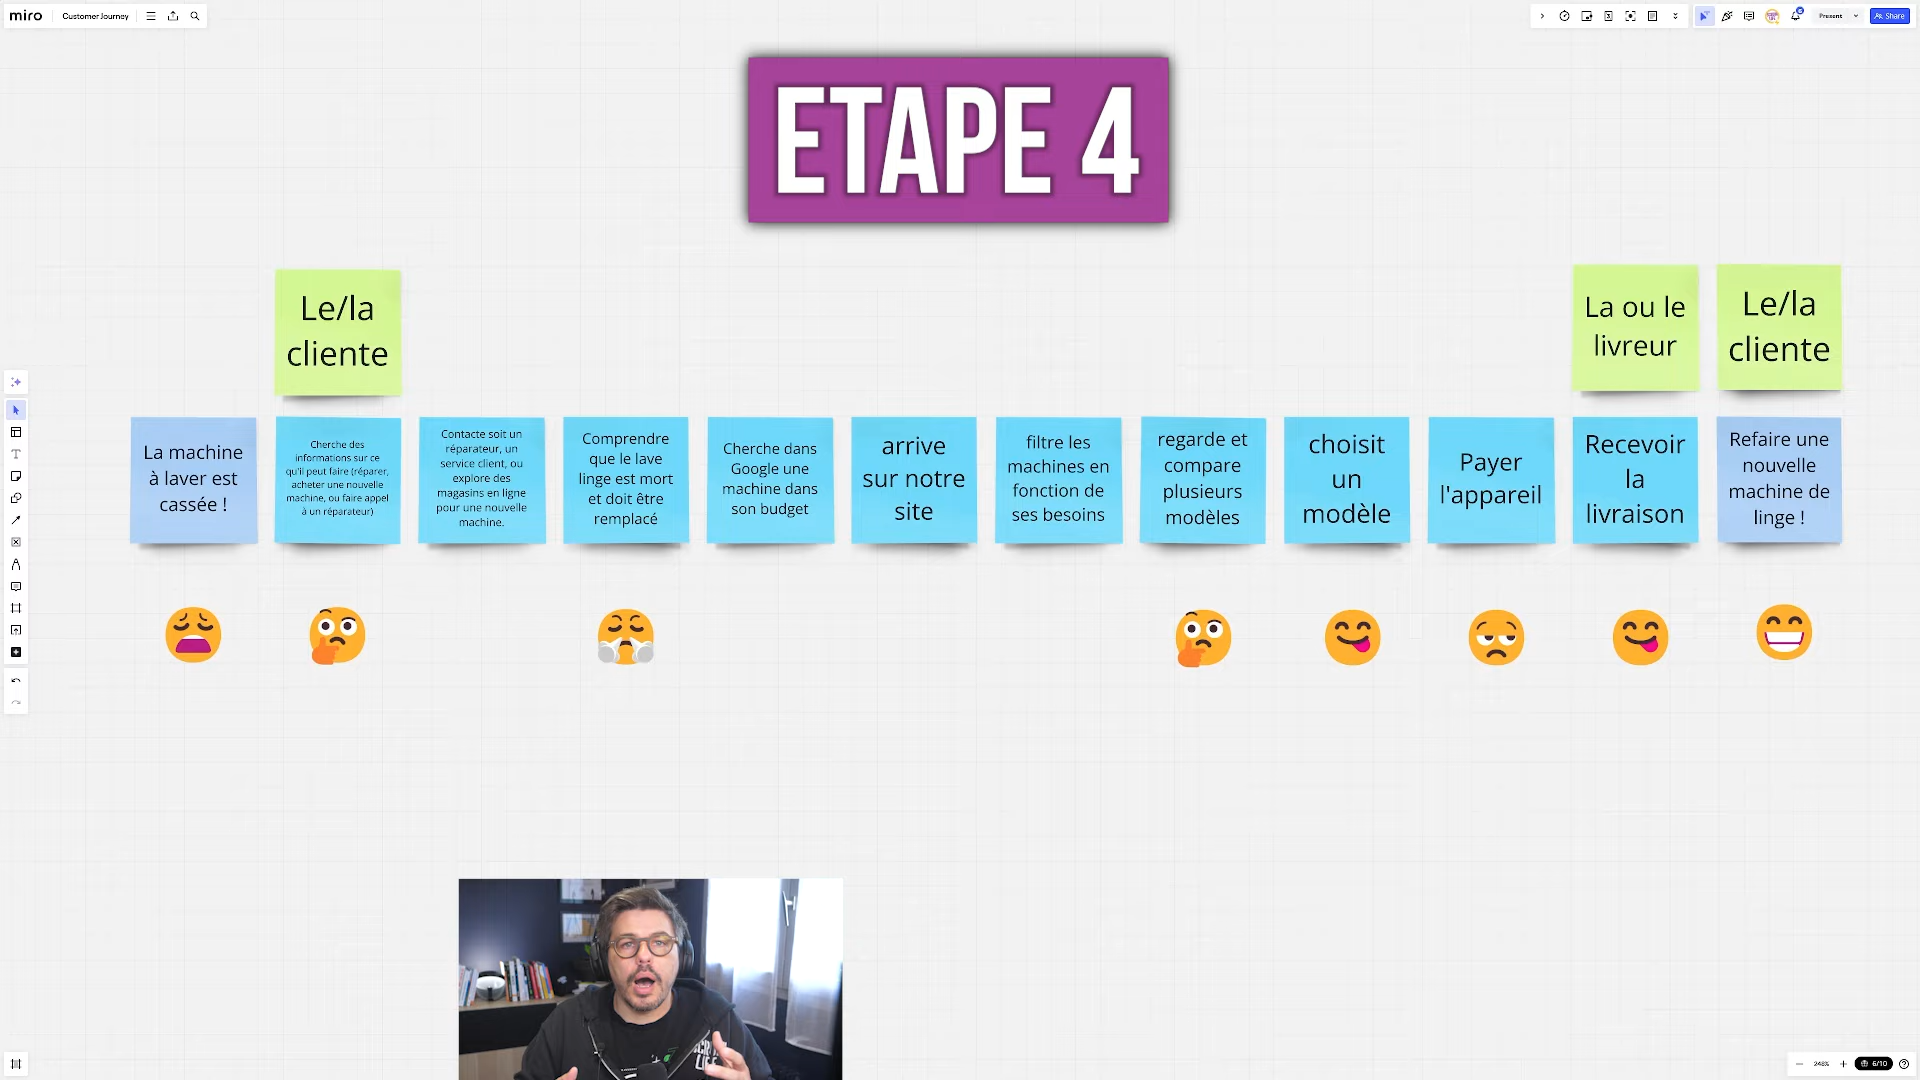 miro
Customer Journey
Present
Share
ETAPE 4
Le/la
cliente
La ou le
livreur
Le/la
cliente
La machine
à laver est
cassée !
Cherche des
informations sur ce
qu'il peut faire (réparer,
acheter une nouvelle
machine, ou faire appel
à un réparateur)
Contacte soit un
réparateur, un
service client, ou
explore des
magasins en ligne
pour une nouvelle
machine.
Comprendre
que le lave
linge est mort
et doit être
remplacé
Cherche dans
Google une
machine dans
son budget
arrive
sur notre
site
filtre les
machines en
fonction de
ses besoins
regarde et
compare
plusieurs
modèles
choisit
un
modèle
Payer
l'appareil
Recevoir
la
livraison
Refaire une
nouvelle
machine de
linge !
248%
6/10